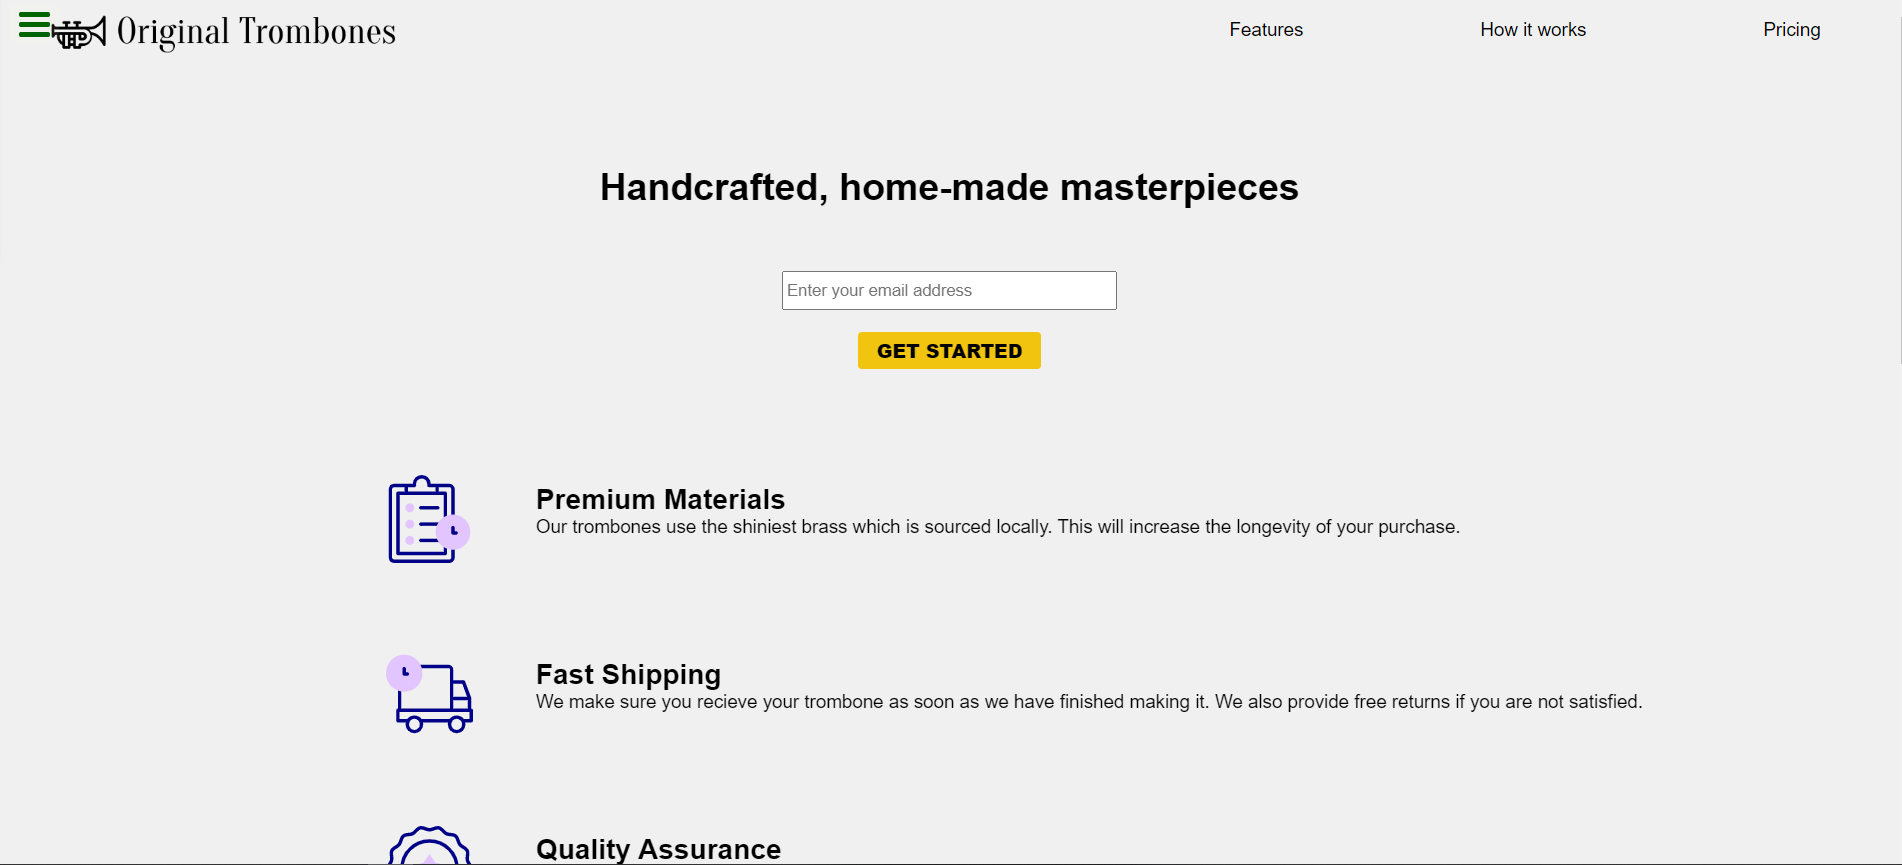 Original Trombones
Features
How it works
Pricing
Handcrafted, home-made masterpieces
Enter your email address
GET STARTED
Premium Materials
Our trombones use the shiniest brass which is sourced locally. This will increase the longevity of your purchase.
Fast Shipping
We make sure you recieve your trombone as soon as we have finished making it. We also provide free returns if you are not satisfied.
Quality Assurance